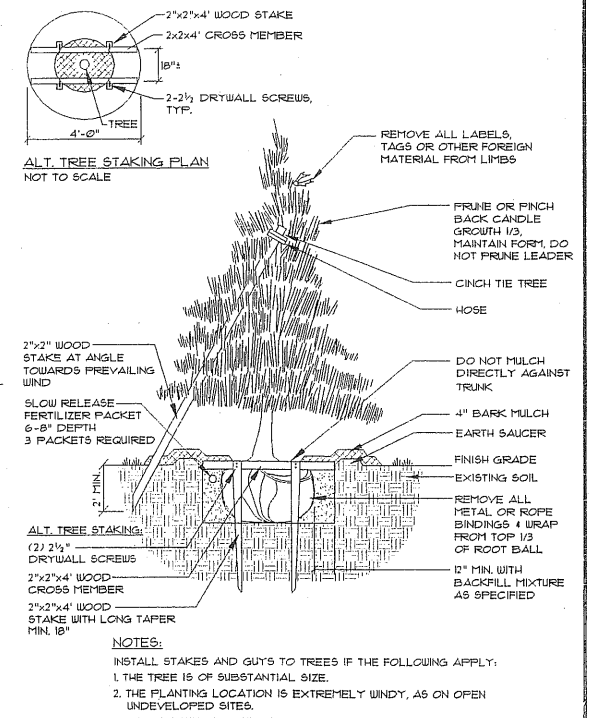 2"x2"x4' WOOD STAKE
2x2x4' CROSS MEMBER
18"±
2-2½ DRYWALL SCREWS,
TYP.
TREE
4'-0"
ALT. TREE STAKING PLAN
NOT TO SCALE
REMOVE ALL LABELS,
TAGS OR OTHER FOREIGN
MATERIAL FROM LIMBS
PRUNE OR PINCH
BACK CANDLE
GROWTH 1/3,
MAINTAIN FORM, DO
NOT PRUNE LEADER
CINCH TIE TREE
HOSE
2"x2" WOOD
STAKE AT ANGLE
TOWARDS PREVAILING
WIND
SLOW RELEASE
FERTILIZER PACKET
6-8" DEPTH
3 PACKETS REQUIRED
2' MIN.
DO NOT MULCH
DIRECTLY AGAINST
TRUNK
4" BARK MULCH
EARTH SAUCER
FINISH GRADE
EXISTING SOIL
REMOVE ALL
METAL OR ROPE
BINDINGS & WRAP
FROM TOP 1/3
OF ROOT BALL
12" MIN. WITH
BACKFILL MIXTURE
AS SPECIFIED
ALT. TREE STAKING:
(2) 2½"
DRYWALL SCREWS
2"x2"x4' WOOD
CROSS MEMBER
2"x2"x4' WOOD
STAKE WITH LONG TAPER
MIN. 18"
NOTES:
INSTALL STAKES AND GUYS TO TREES IF THE FOLLOWING APPLY:
1. THE TREE IS OF SUBSTANTIAL SIZE.
2. THE PLANTING LOCATION IS EXTREMELY WINDY, AS ON OPEN
UNDEVELOPED SITES.